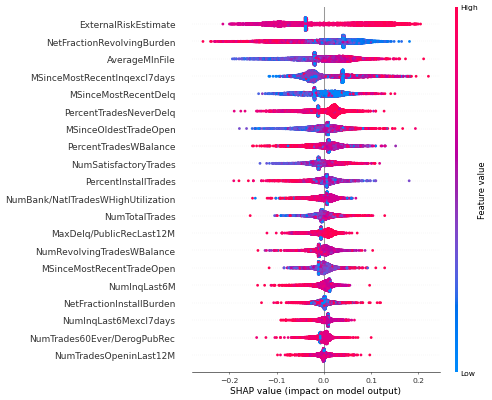 High
ExternalRiskEstimate
NetFractionRevolvingBurden
AverageMInFile
MSinceMostRecentInqexcl7days
MSinceMostRecentDelq
PercentTradesNeverDelq
MSinceOldestTradeOpen
PercentTradesWBalance
NumSatisfactoryTrades
PercentInstallTrades
NumBank/NatlTradesWHighUtilization
NumTotalTrades
MaxDelq/PublicRecLast12M
NumRevolvingTradesWBalance
MSinceMostRecentTradeOpen
NumInqLast6M
NetFractionInstallBurden
NumInqLast6Mexcl7days
NumTrades60Ever/DerogPubRec
NumTradesOpeninLast12M
Feature value
Low
−0.2 −0.1 0.0 0.1 0.2
SHAP value (impact on model output)